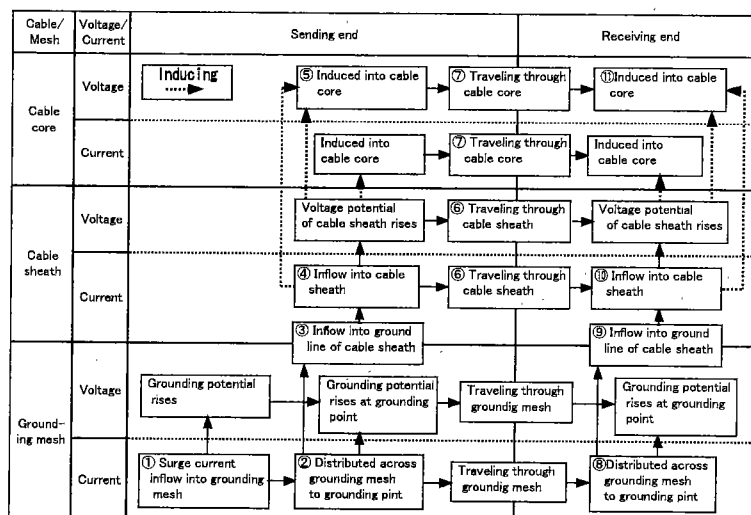 Cable/
Mesh
Voltage/
Current
Sending end
Receiving end
Cable
core
Voltage
Inducing
⑤ Induced into cable
core
⑦ Traveling through
cable core
⑪Induced into cable
core
Current
Induced into
cable core
⑦ Traveling through
cable core
Induced into
cable core
Cable
sheath
Voltage
Voltage potential
of cable sheath rises
⑥ Traveling through
cable sheath
Voltage potential
of cable sheath rises
Current
④ Inflow into cable
sheath
⑥ Traveling through
cable sheath
⑩ Inflow into cable
sheath
③ Inflow into ground
line of cable sheath
⑨ Inflow into ground
line of cable sheath
Ground-
ing mesh
Voltage
Grounding potential
rises
Grounding potential
rises at grounding
point
Traveling through
groundig mesh
Grounding potential
rises at grounding
point
Current
① Surge current
inflow into grounding
mesh
② Distributed across
grounding mesh
to grounding pint
Traveling through
groundig mesh
⑧Distributed across
grounding mesh
to grounding pint